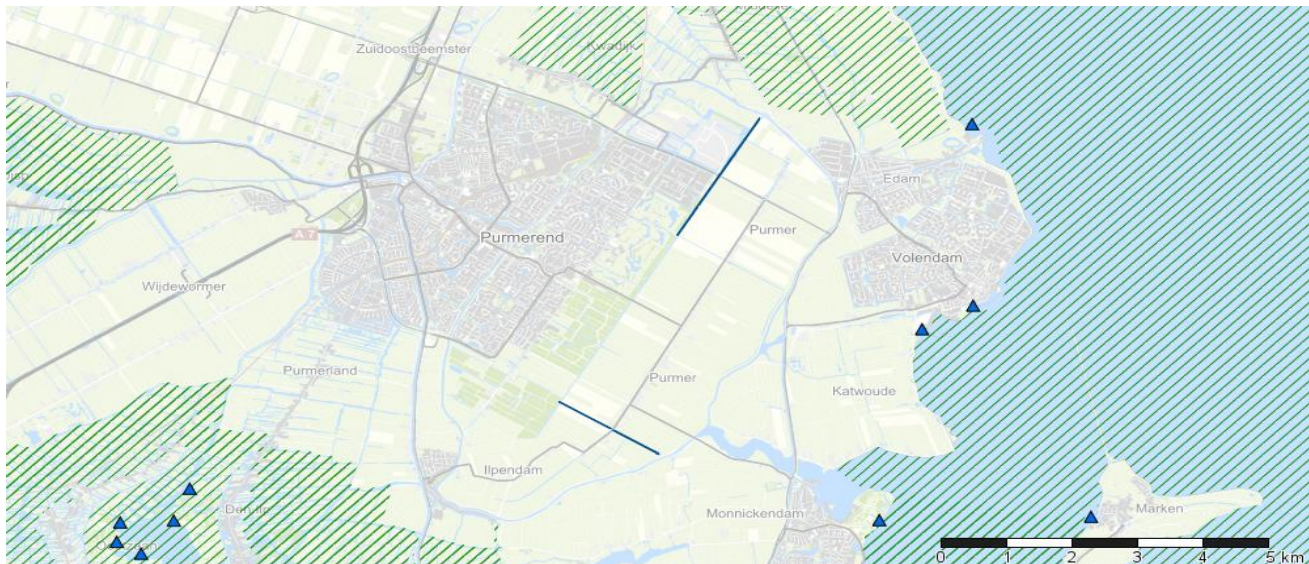 Zuidoostbeemster
Kwadijk
Edam
Purmer
Purmerend
A7
Volendam
Wijdewormer
Purmerland
Purmer
Katwoude
Ilpendam
Marken
Monnickendam
Den Ilp
0 1 2 3 4 5 km